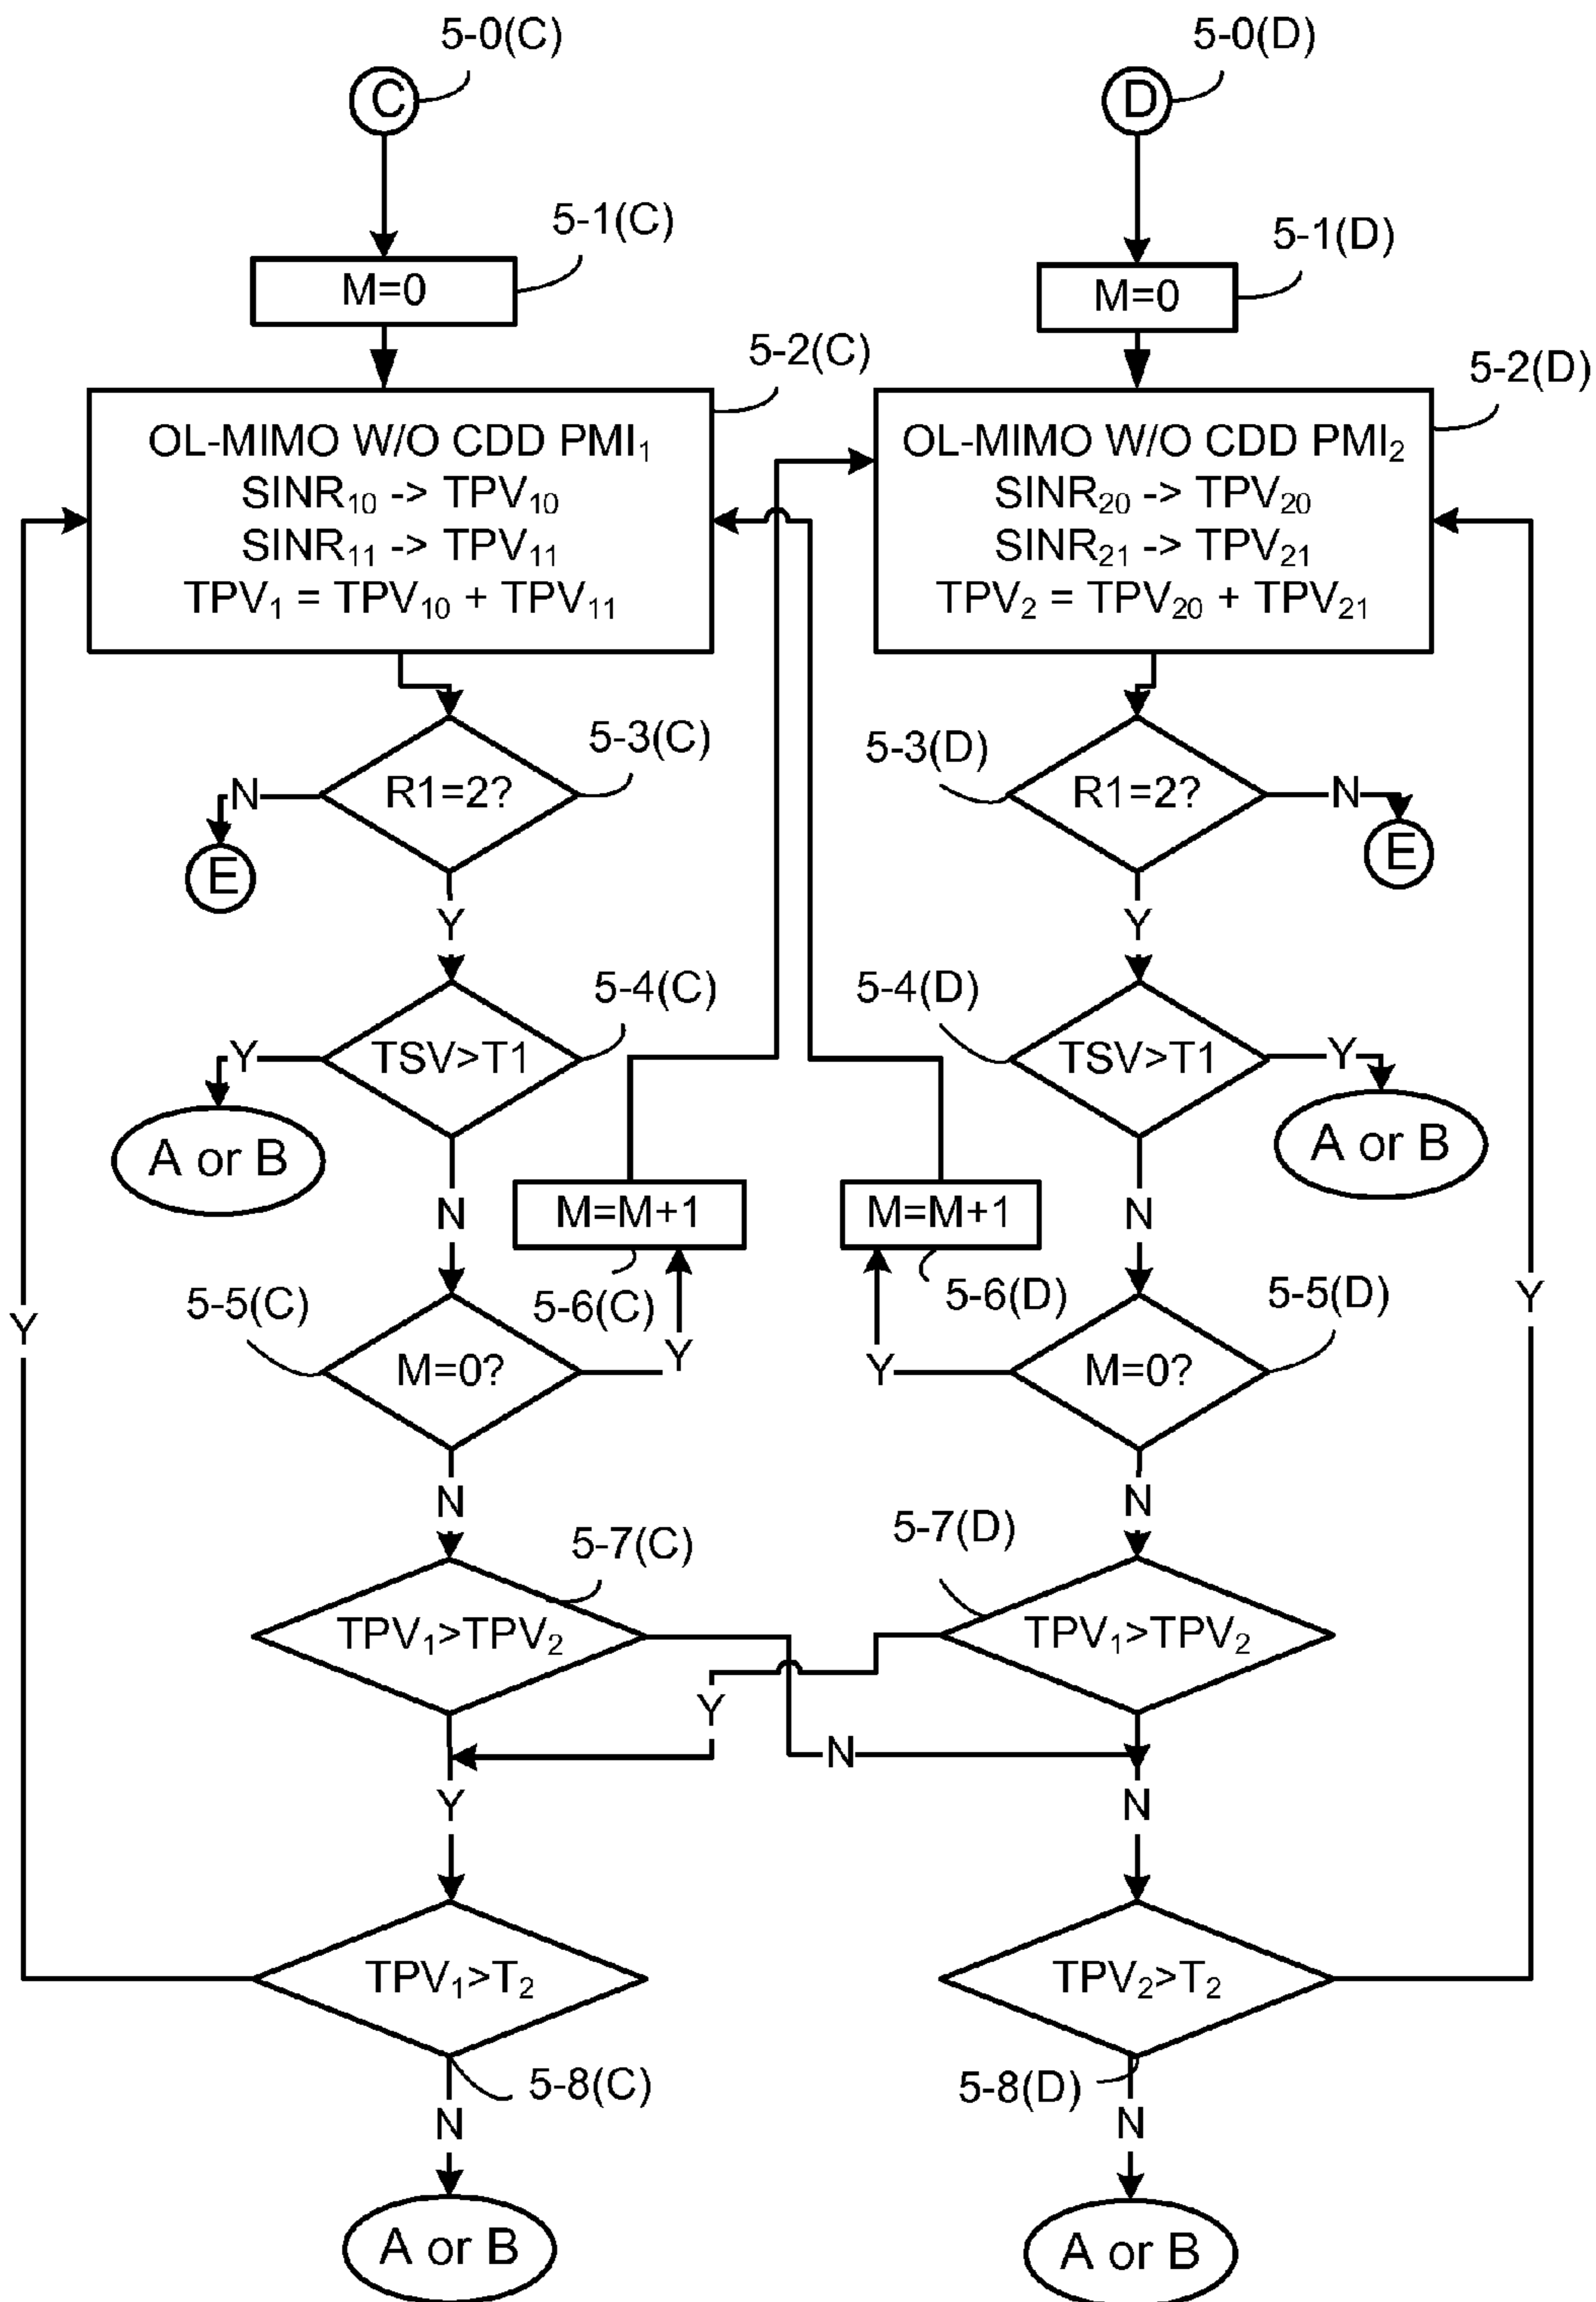 5-0(C)
5-0(D)
C
D
5-1(C)
5-1(D)
M=0
M=0
5-2(C)
5-2(D)
OL-MIMO W/O CDD PMI₁
SINR₁₀ -> TPV₁₀
SINR₁₁ -> TPV₁₁
TPV₁ = TPV₁₀ + TPV₁₁
OL-MIMO W/O CDD PMI₂
SINR₂₀ -> TPV₂₀
SINR₂₁ -> TPV₂₁
TPV₂ = TPV₂₀ + TPV₂₁
5-3(C)
5-3(D)
N
R1=2?
R1=2?
N
E
E
Y
Y
5-4(C)
5-4(D)
Y
TSV>T1
TSV>T1
Y
A or B
A or B
N
M=M+1
M=M+1
N
5-5(C)
5-6(C)
5-6(D)
5-5(D)
Y
Y
M=0?
Y
Y
M=0?
N
N
5-7(C)
5-7(D)
TPV₁>TPV₂
TPV₁>TPV₂
Y
N
Y
N
TPV₁>T₂
TPV₂>T₂
5-8(C)
5-8(D)
N
N
A or B
A or B